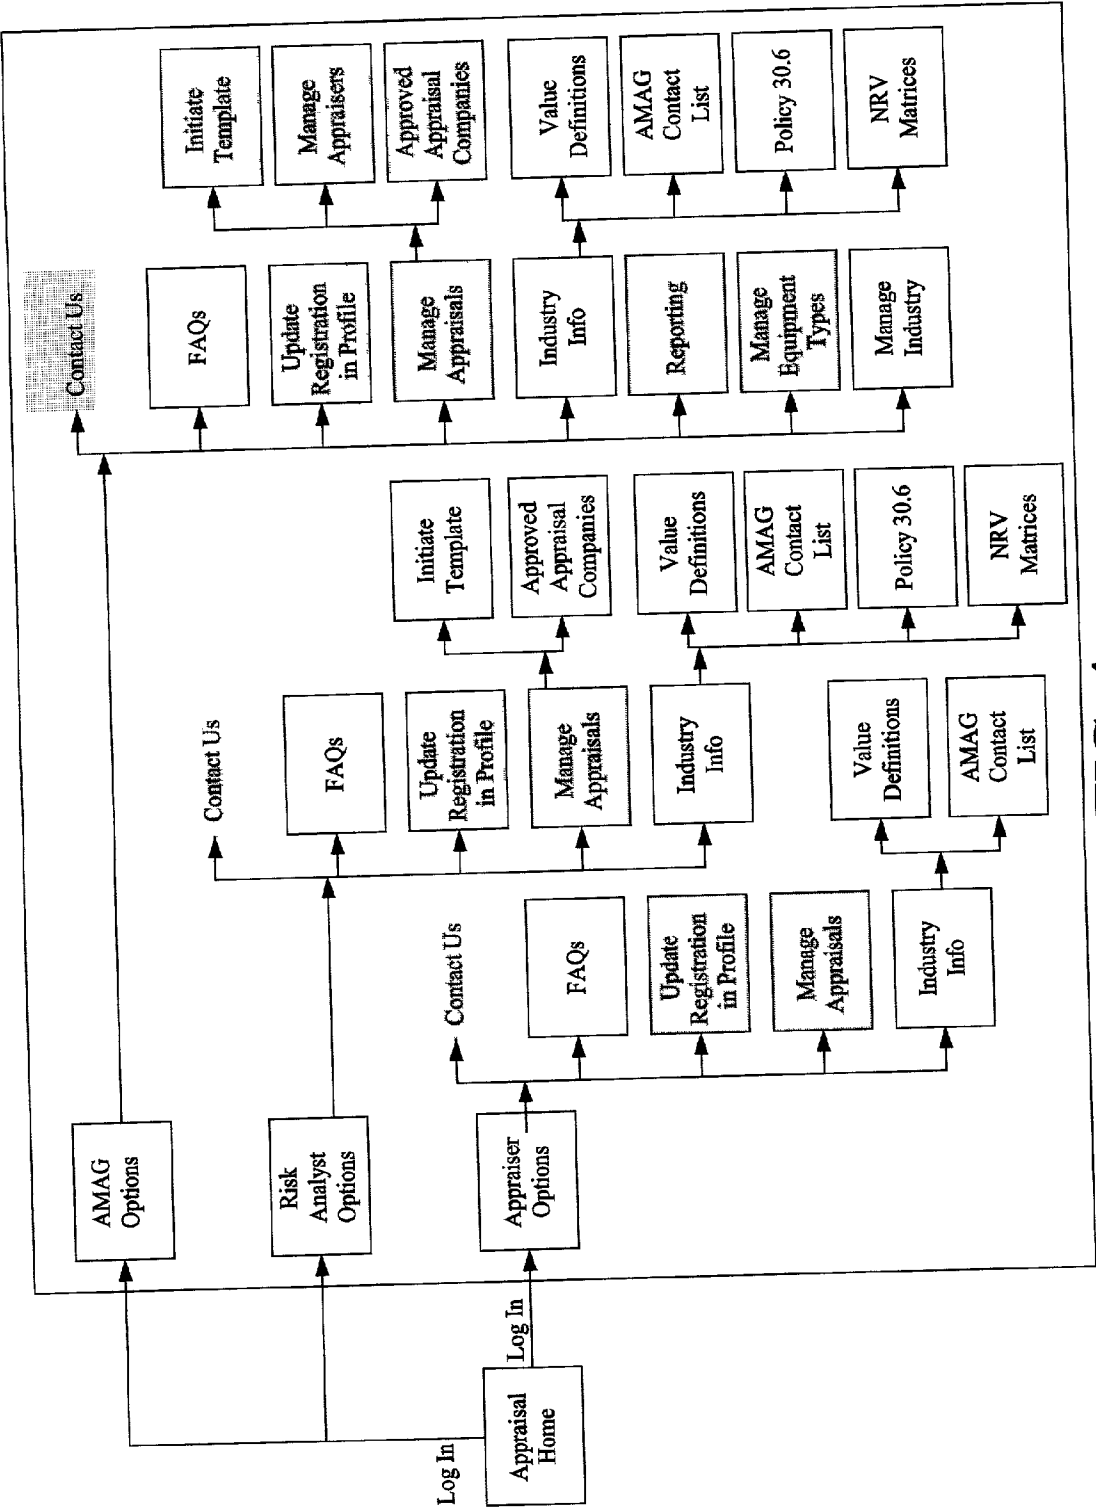 Appraisal
Home
Log In
Log In
AMAG
Options
Risk
Analyst
Options
Appraiser
Options
Contact Us
FAQs
Update
Registration
in Profile
Manage
Appraisals
Industry
Info
Value
Definitions
AMAG
Contact
List
Contact Us
FAQs
Update
Registration
in Profile
Manage
Appraisals
Industry
Info
Initiate
Template
Approved
Appraisal
Companies
Value
Definitions
AMAG
Contact
List
Policy 30.6
NRV
Matrices
Contact Us
FAQs
Update
Registration
in Profile
Manage
Appraisals
Industry
Info
Reporting
Manage
Equipment
Types
Manage
Industry
Initiate
Template
Manage
Appraisers
Approved
Appraisal
Companies
Value
Definitions
AMAG
Contact
List
Policy 30.6
NRV
Matrices